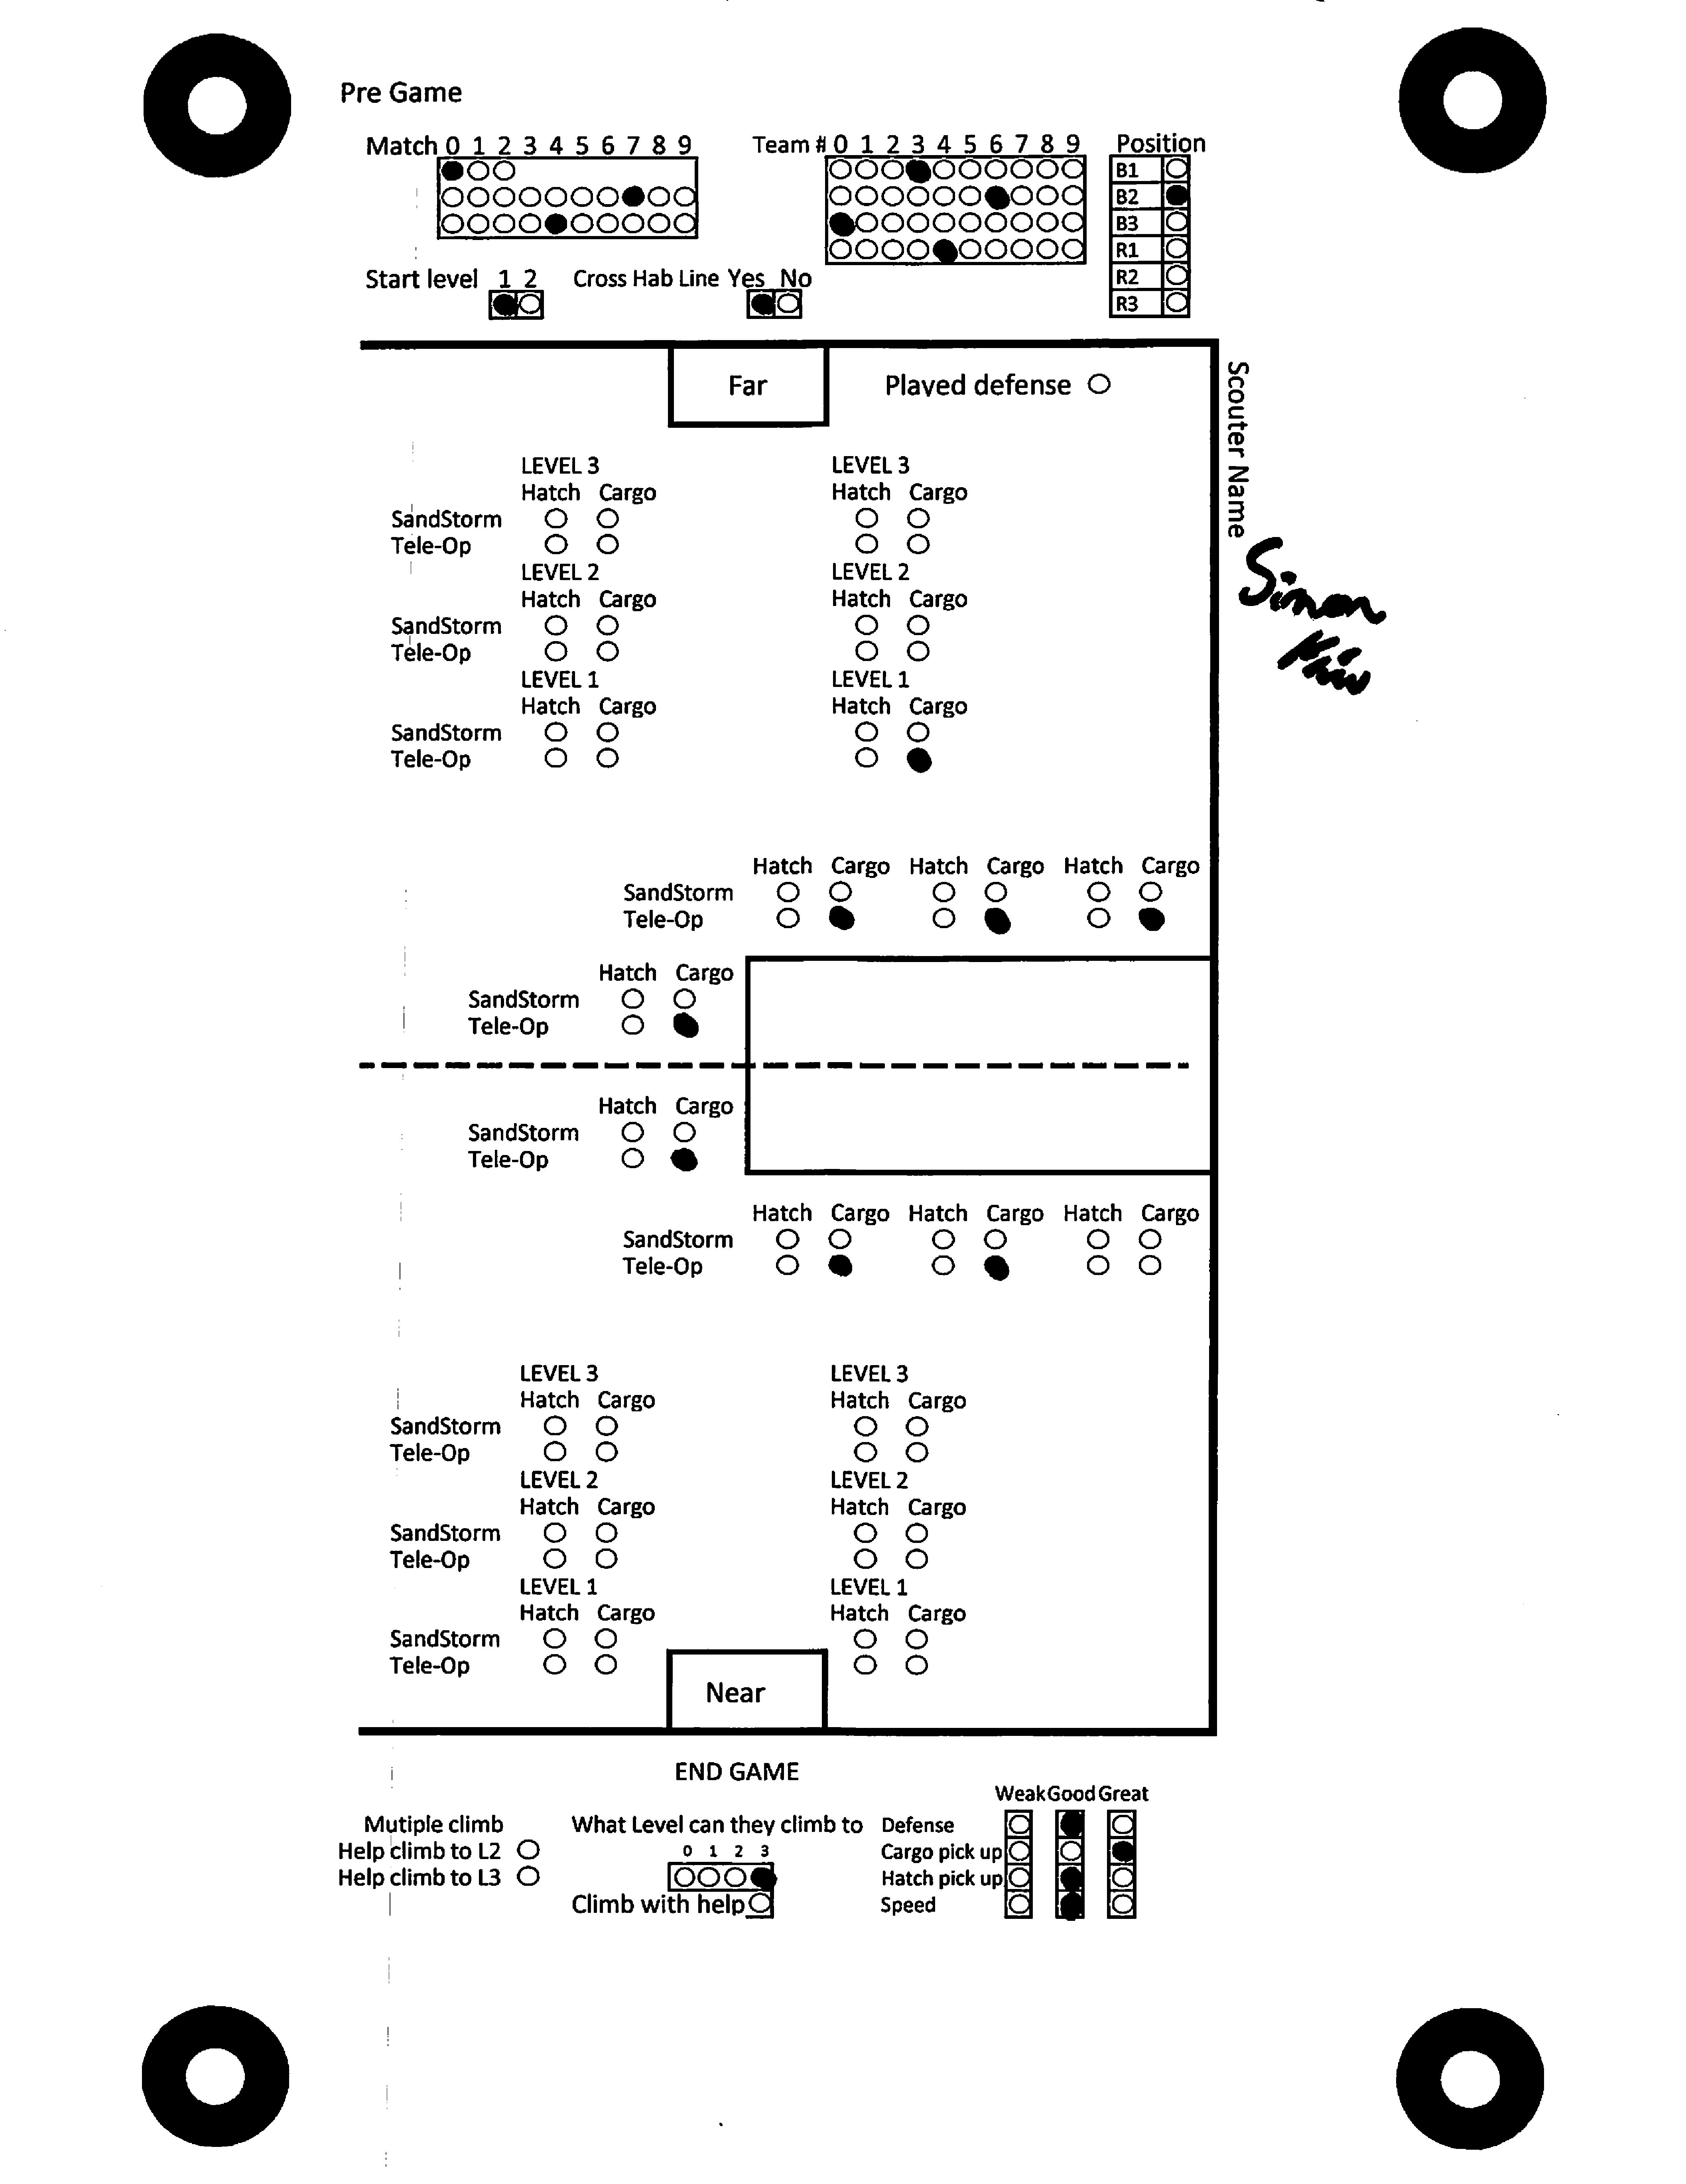 Pre Game
Match 0 1 2 3 4 5 6 7 8 9
Team # 0 1 2 3 4 5 6 7 8 9
Position
B1
B2
B3
R1
R2
R3
Start level 1 2
Cross Hab Line Yes No
Far
Played defense
Scouter Name
Simon
LEVEL 3 LEVEL 3
Hatch Cargo Hatch Cargo
SandStorm
Tele-Op
LEVEL 2 LEVEL 2
Hatch Cargo Hatch Cargo
SandStorm
Tele-Op
LEVEL 1 LEVEL 1
Hatch Cargo Hatch Cargo
SandStorm
Tele-Op
Hatch Cargo Hatch Cargo Hatch Cargo
SandStorm
Tele-Op
Hatch Cargo
SandStorm
Tele-Op
Hatch Cargo
SandStorm
Tele-Op
Hatch Cargo Hatch Cargo Hatch Cargo
SandStorm
Tele-Op
LEVEL 3 LEVEL 3
Hatch Cargo Hatch Cargo
SandStorm
Tele-Op
LEVEL 2 LEVEL 2
Hatch Cargo Hatch Cargo
SandStorm
Tele-Op
LEVEL 1 LEVEL 1
Hatch Cargo Hatch Cargo
SandStorm
Tele-Op
Near
END GAME
Mutiple climb
Help climb to L2
Help climb to L3
What Level can they climb to
0 1 2 3
Climb with help
Weak Good Great
Defense
Cargo pick up
Hatch pick up
Speed